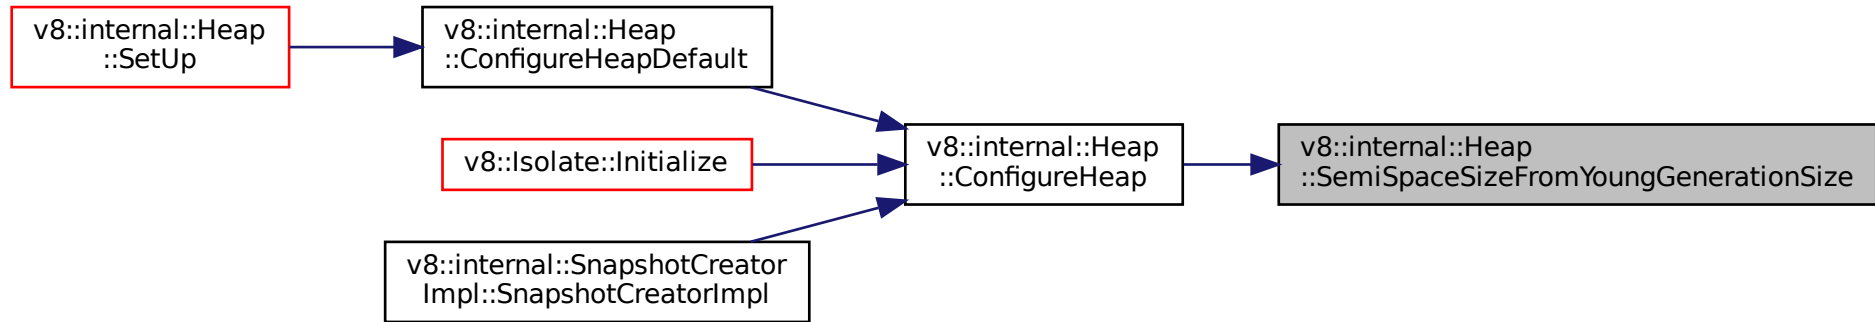 v8::internal::Heap
::SetUp
v8::internal::Heap
::ConfigureHeapDefault
v8::Isolate::Initialize
v8::internal::SnapshotCreator
Impl::SnapshotCreatorImpl
v8::internal::Heap
::ConfigureHeap
v8::internal::Heap
::SemiSpaceSizeFromYoungGenerationSize